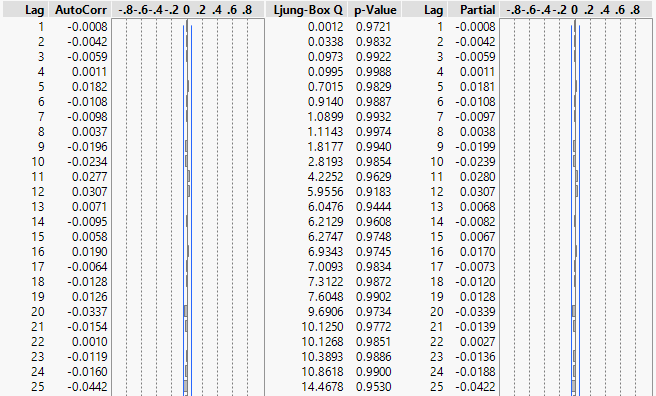 Lag AutoCorr -.8-.6-.4-.2 0 .2 .4 .6 .8 Ljung-Box Q p-Value Lag Partial -.8-.6-.4-.2 0 .2 .4 .6 .8
1 -0.0008 0.0012 0.9721 1 -0.0008
2 -0.0042 0.0338 0.9832 2 -0.0042
3 -0.0059 0.0973 0.9922 3 -0.0059
4 0.0011 0.0995 0.9988 4 0.0011
5 0.0182 0.7015 0.9829 5 0.0181
6 -0.0108 0.9140 0.9887 6 -0.0108
7 -0.0098 1.0899 0.9932 7 -0.0097
8 0.0037 1.1143 0.9974 8 0.0038
9 -0.0196 1.8177 0.9940 9 -0.0199
10 -0.0234 2.8193 0.9854 10 -0.0239
11 0.0277 4.2252 0.9629 11 0.0280
12 0.0307 5.9556 0.9183 12 0.0307
13 0.0071 6.0476 0.9444 13 0.0068
14 -0.0095 6.2129 0.9608 14 -0.0082
15 0.0058 6.2747 0.9748 15 0.0067
16 0.0190 6.9343 0.9745 16 0.0170
17 -0.0064 7.0093 0.9834 17 -0.0073
18 -0.0128 7.3122 0.9872 18 -0.0120
19 0.0126 7.6048 0.9902 19 0.0128
20 -0.0337 9.6906 0.9734 20 -0.0339
21 -0.0154 10.1250 0.9772 21 -0.0139
22 0.0010 10.1268 0.9851 22 0.0027
23 -0.0119 10.3893 0.9886 23 -0.0136
24 -0.0160 10.8618 0.9900 24 -0.0188
25 -0.0442 14.4678 0.9530 25 -0.0422